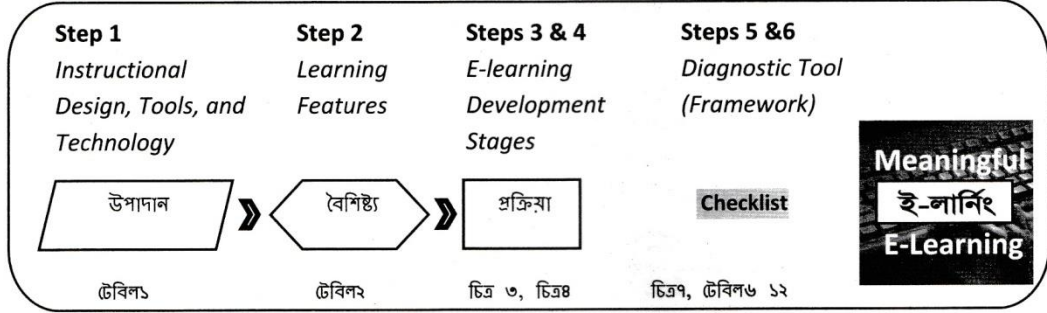 Step 1
Instructional
Design, Tools, and
Technology
Step 2
Learning
Features
Steps 3 & 4
E-learning
Development
Stages
Steps 5 &6
Diagnostic Tool
(Framework)
উপাদান
বৈশিষ্ট্য
প্রক্রিয়া
Checklist
Meaningful
ই-লার্নিং
E-Learning
টেবিল১
টেবিল২
চিত্র ৩, চিত্র৪
চিত্র৭, টেবিল৬ ১২